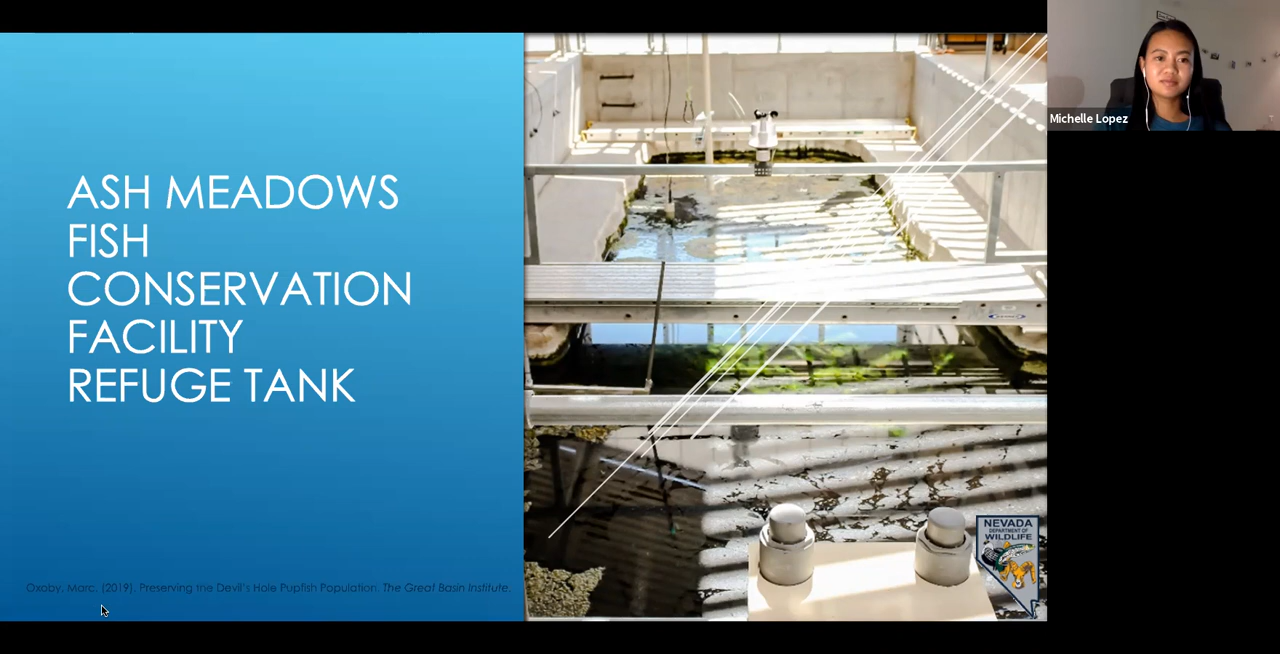 ASH MEADOWS
FISH
CONSERVATION
FACILITY
REFUGE TANK
Oxoby, Marc. (2019). Preserving the Devil's Hole Pupfish Population. The Great Basin Institute.
NEVADA
DEPARTMENT OF
WILDLIFE
Michelle Lopez